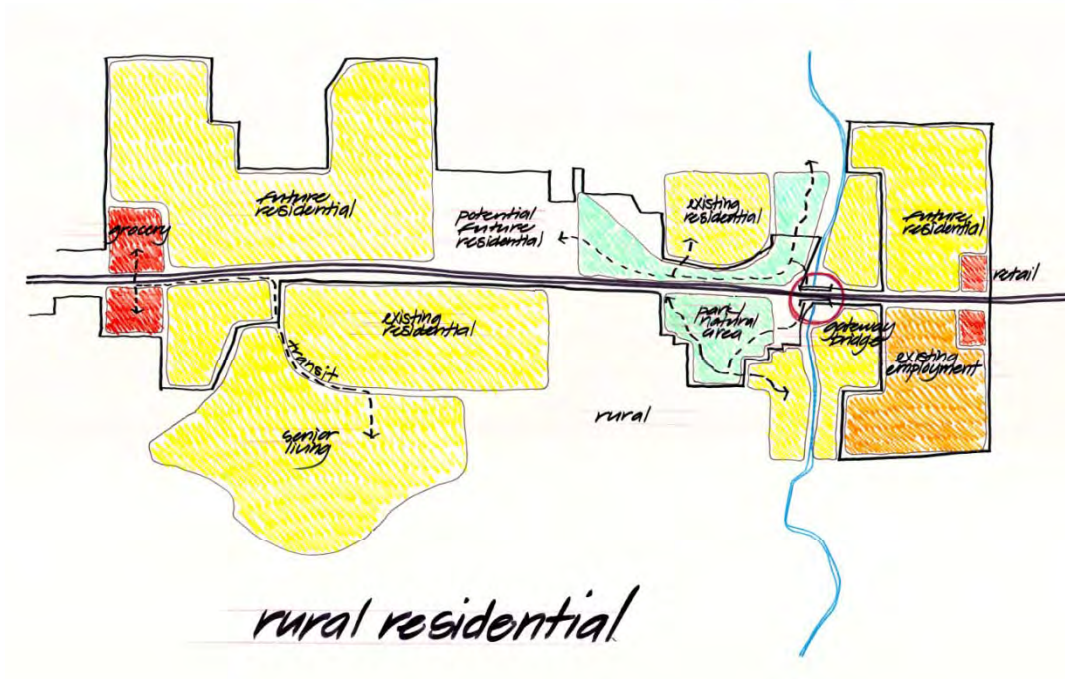 future
residential
grocery
potential
future
residential
existing
residential
future
residential
retail
existing
residential
park
natural
area
gateway
bridge
existing
employment
transit
rural
senior
living
rural residential